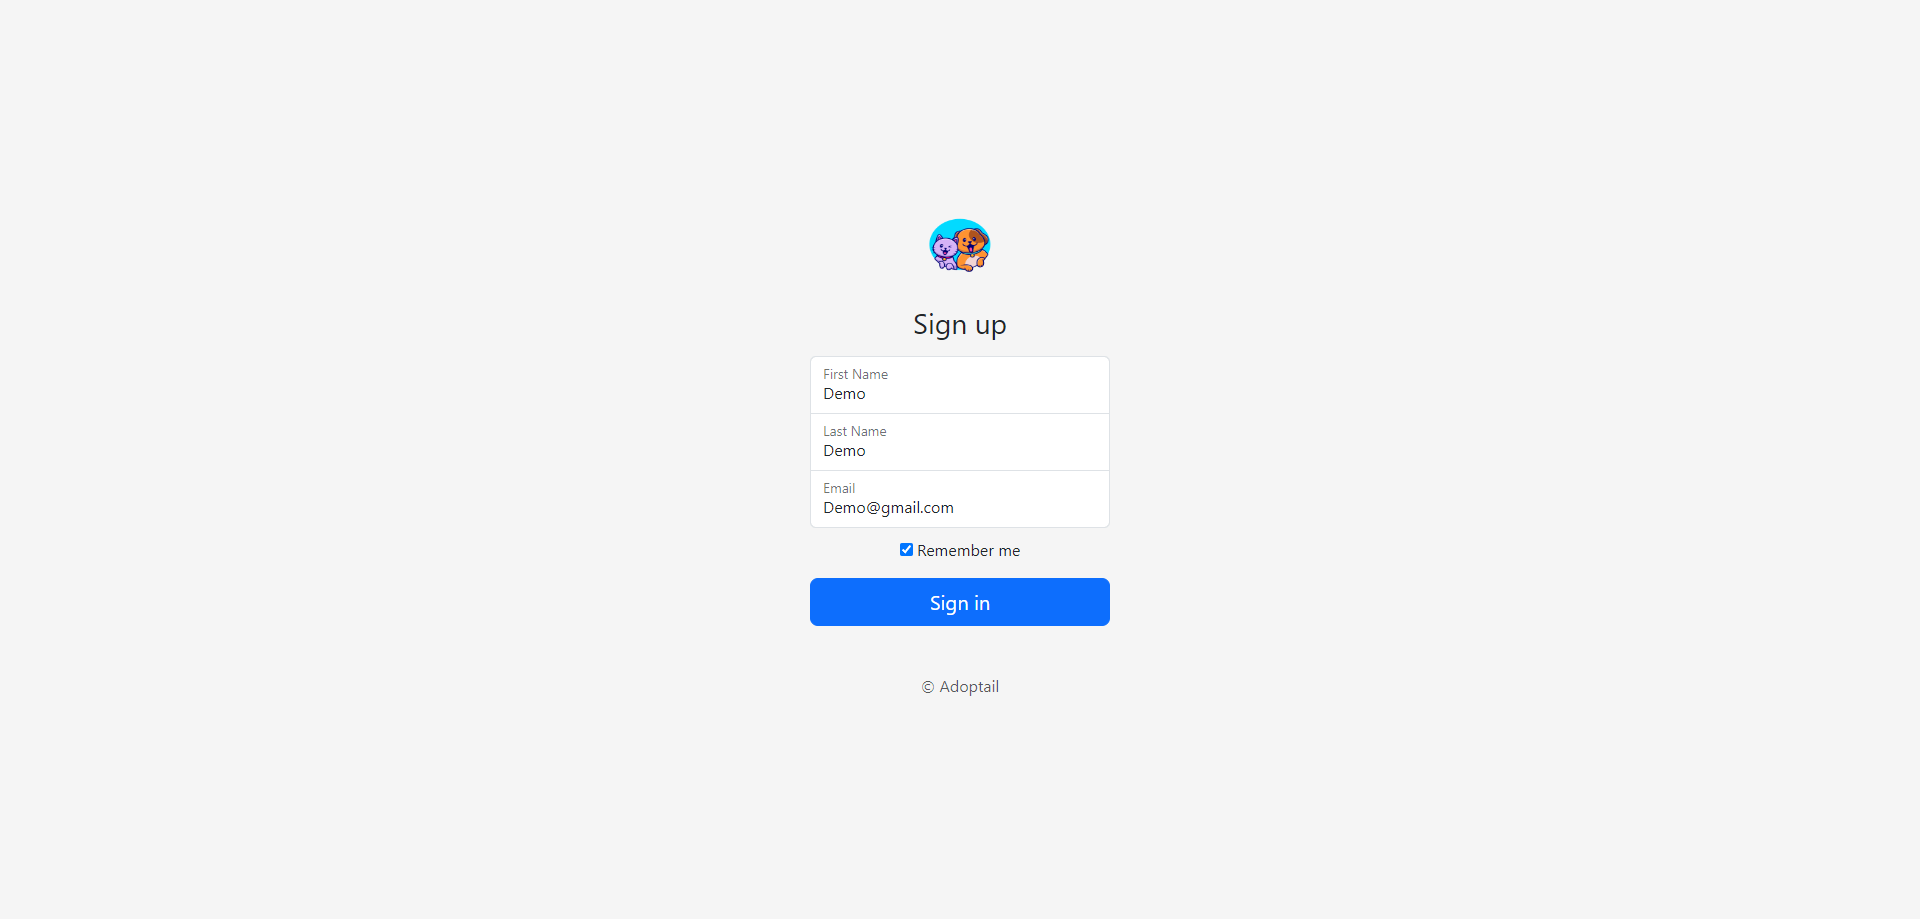 Sign up
First Name
Demo
Last Name
Demo
Email
Demo@gmail.com
Remember me
Sign in
© Adoptail